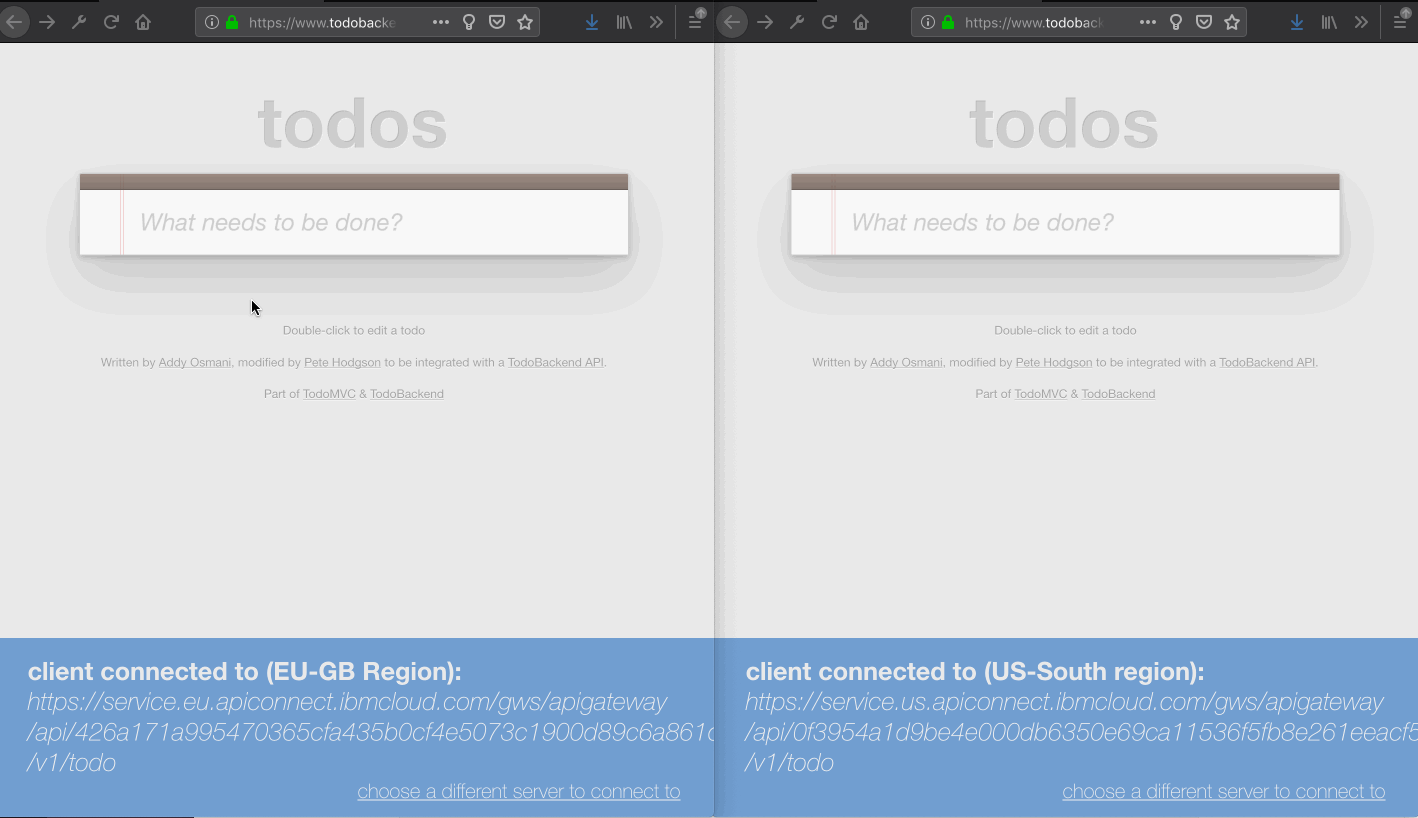 https://www.todobacke
todos
What needs to be done?
Double-click to edit a todo
Written by Addy Osmani, modified by Pete Hodgson to be integrated with a TodoBackend API.
Part of TodoMVC & TodoBackend
client connected to (EU-GB Region):
https://service.eu.apiconnect.ibmcloud.com/gws/apigateway
/api/426a171a995470365cfa435b0cf4e5073c1900d89c6a861c
/v1/todo
choose a different server to connect to
https://www.todoback
todos
What needs to be done?
Double-click to edit a todo
Written by Addy Osmani, modified by Pete Hodgson to be integrated with a TodoBackend API.
Part of TodoMVC & TodoBackend
client connected to (US-South region):
https://service.us.apiconnect.ibmcloud.com/gws/apigateway
/api/0f3954a1d9be4e000db6350e69ca11536f5fb8e261eeacf5
/v1/todo
choose a different server to connect to